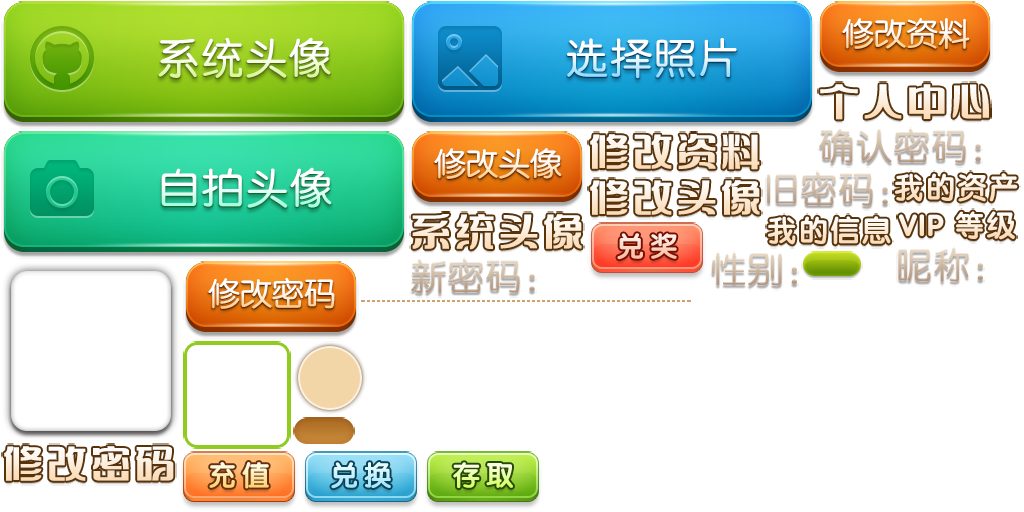 系统头像
选择照片
修改资料
个人中心
自拍头像
修改头像
修改资料
确认密码：
修改头像
旧密码：
我的资产
系统头像
我的信息
VIP 等级
兑奖
新密码：
性别：
昵称：
修改密码
修改密码
充值
兑换
存取